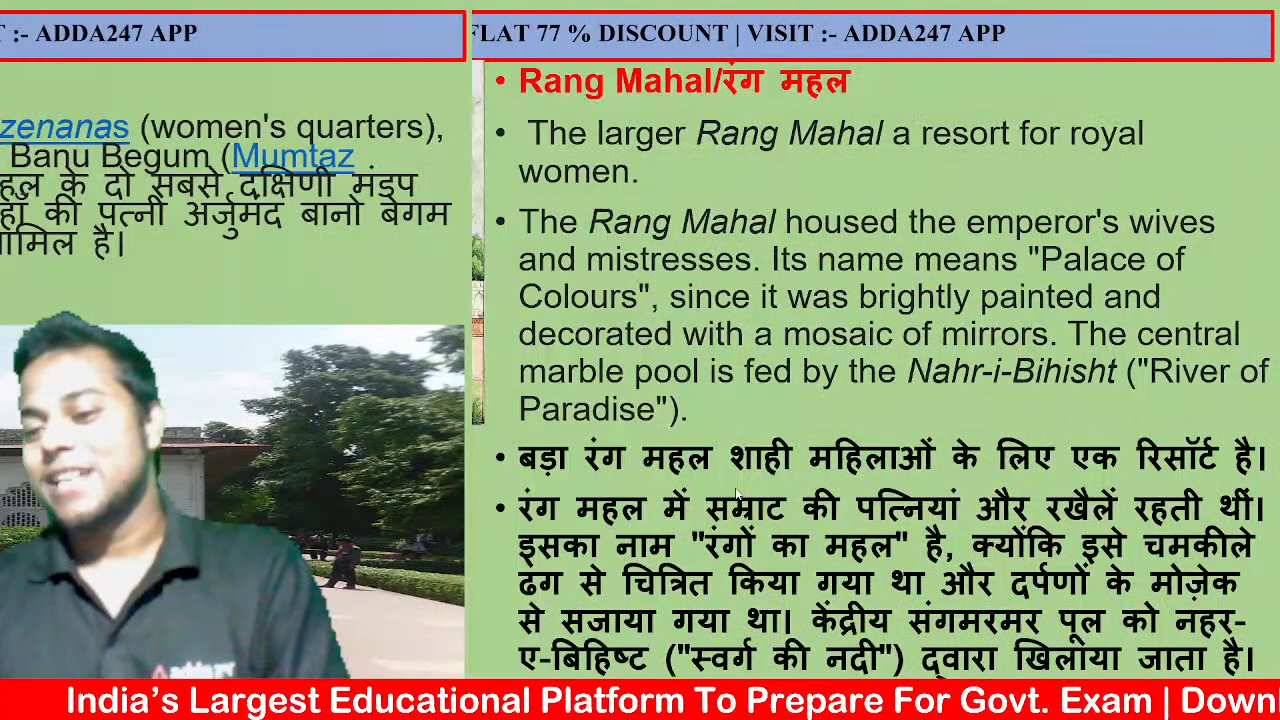 T :- ADDA247 APP
FLAT 77 % DISCOUNT | VISIT :- ADDA247 APP
zenanas (women's quarters),
Banu Begum (Mumtaz .
हल के दो सबसे दक्षिणी मंडप
हाँ की पत्नी अर्जुमंद बानो बेगम
ामिल है।
• Rang Mahal/रंग महल
• The larger Rang Mahal a resort for royal
women.
• The Rang Mahal housed the emperor's wives
and mistresses. Its name means "Palace of
Colours", since it was brightly painted and
decorated with a mosaic of mirrors. The central
marble pool is fed by the Nahr-i-Bihisht ("River of
Paradise").
• बड़ा रंग महल शाही महिलाओं के लिए एक रिसॉर्ट है।
• रंग महल में सम्राट की पत्नियां और रखैलें रहती थीं।
इसका नाम "रंगों का महल" है, क्योंकि इसे चमकीले
ढंग से चित्रित किया गया था और दर्पणों के मोज़ेक
से सजाया गया था। केंद्रीय संगमरमर पूल को नहर-
ए-बिहिष्ट ("स्वर्ग की नदी") द्वारा खिलाया जाता है।
India’s Largest Educational Platform To Prepare For Govt. Exam | Down